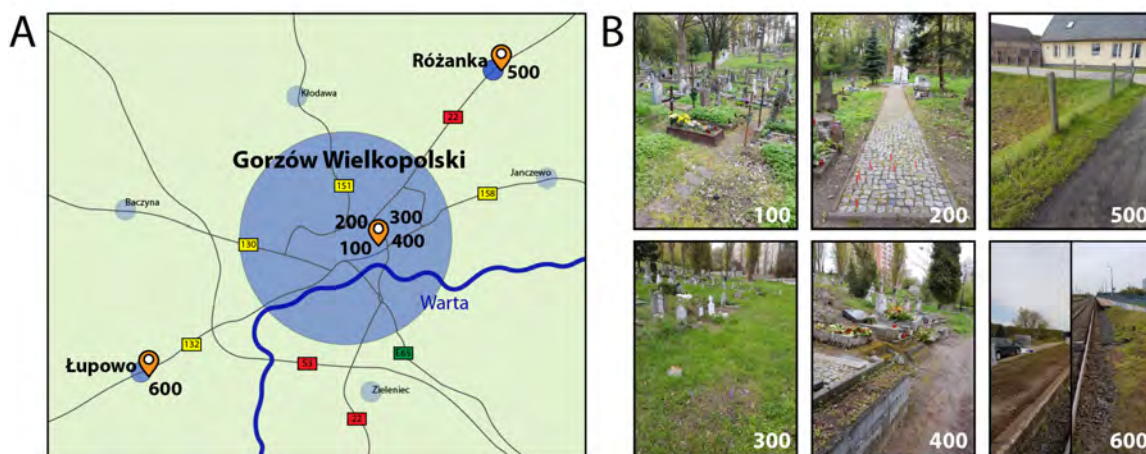 A
Różanka
500
Kłodawa
22
Gorzów Wielkopolski
151
158
Janczewo
Baczyna
200 300
100 400
130
Warta
132
E65
Łupowo
600
S3
Zieleniec
22
B
100
200
500
300
400
600